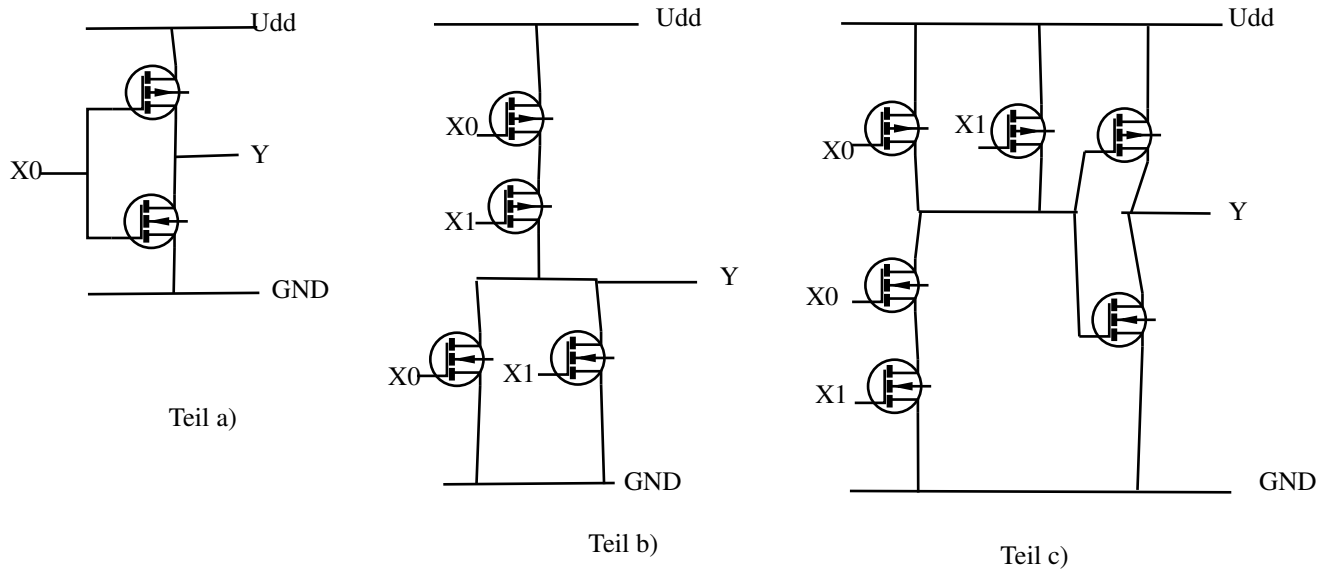 Udd
X0
Y
GND
Teil a)
Udd
X0
X1
Y
X0
X1
GND
Teil b)
Udd
X0
X1
Y
X0
X1
GND
Teil c)